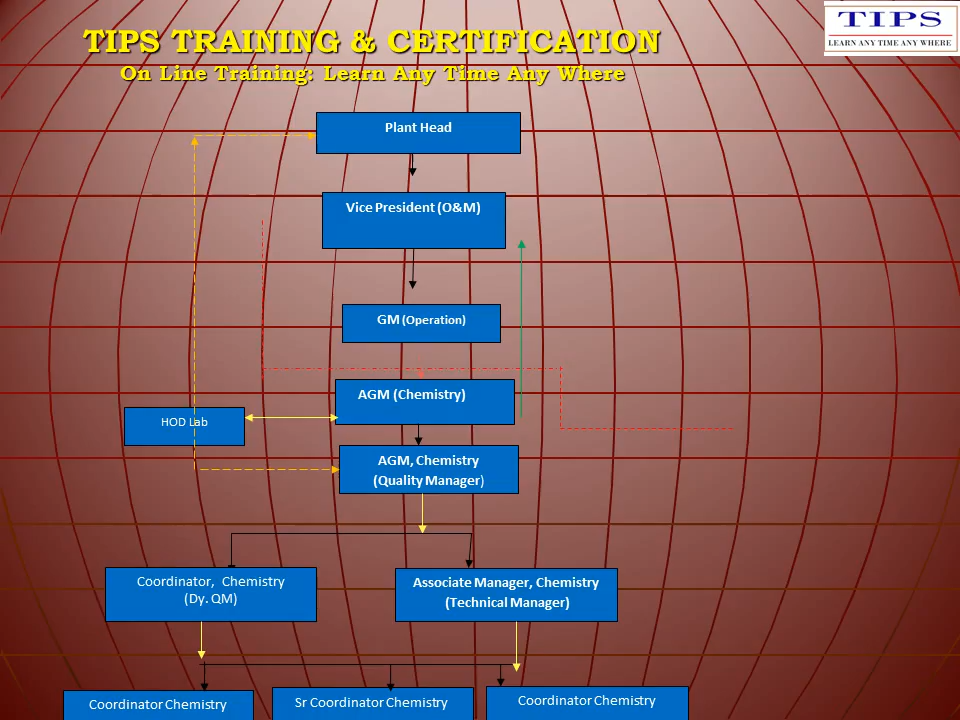 TIPS TRAINING & CERTIFICATION
On Line Training: Learn Any Time Any Where
TIPS
LEARN ANY TIME ANY WHERE
Plant Head
Vice President (O&M)
GM (Operation)
AGM (Chemistry)
HOD Lab
AGM, Chemistry
(Quality Manager)
Coordinator, Chemistry
(Dy. QM)
Associate Manager, Chemistry
(Technical Manager)
Coordinator Chemistry
Sr Coordinator Chemistry
Coordinator Chemistry